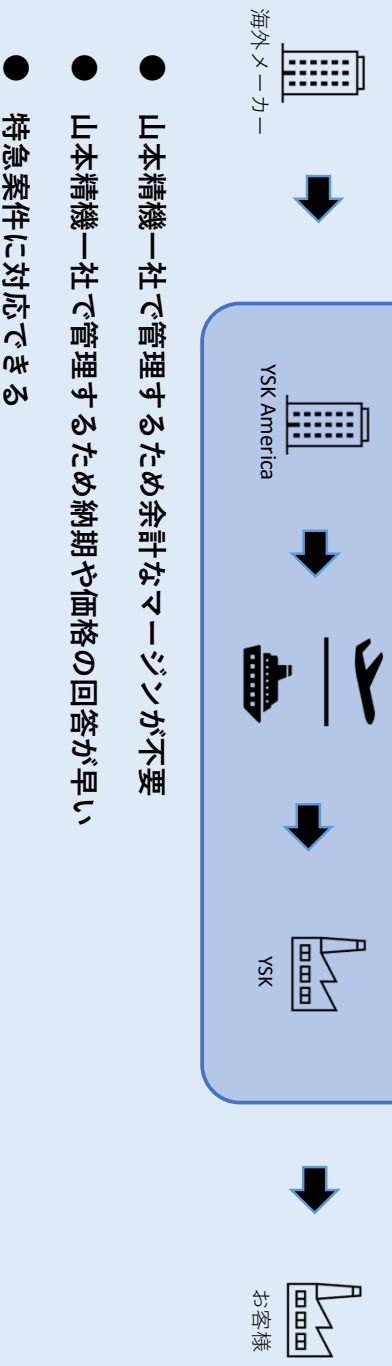 海外メーカー
YSK America
YSK
お客様
● 山本精機一社で管理するため余計なマージンが不要
● 山本精機一社で管理するため納期や価格の回答が早い
● 特急案件に対応できる